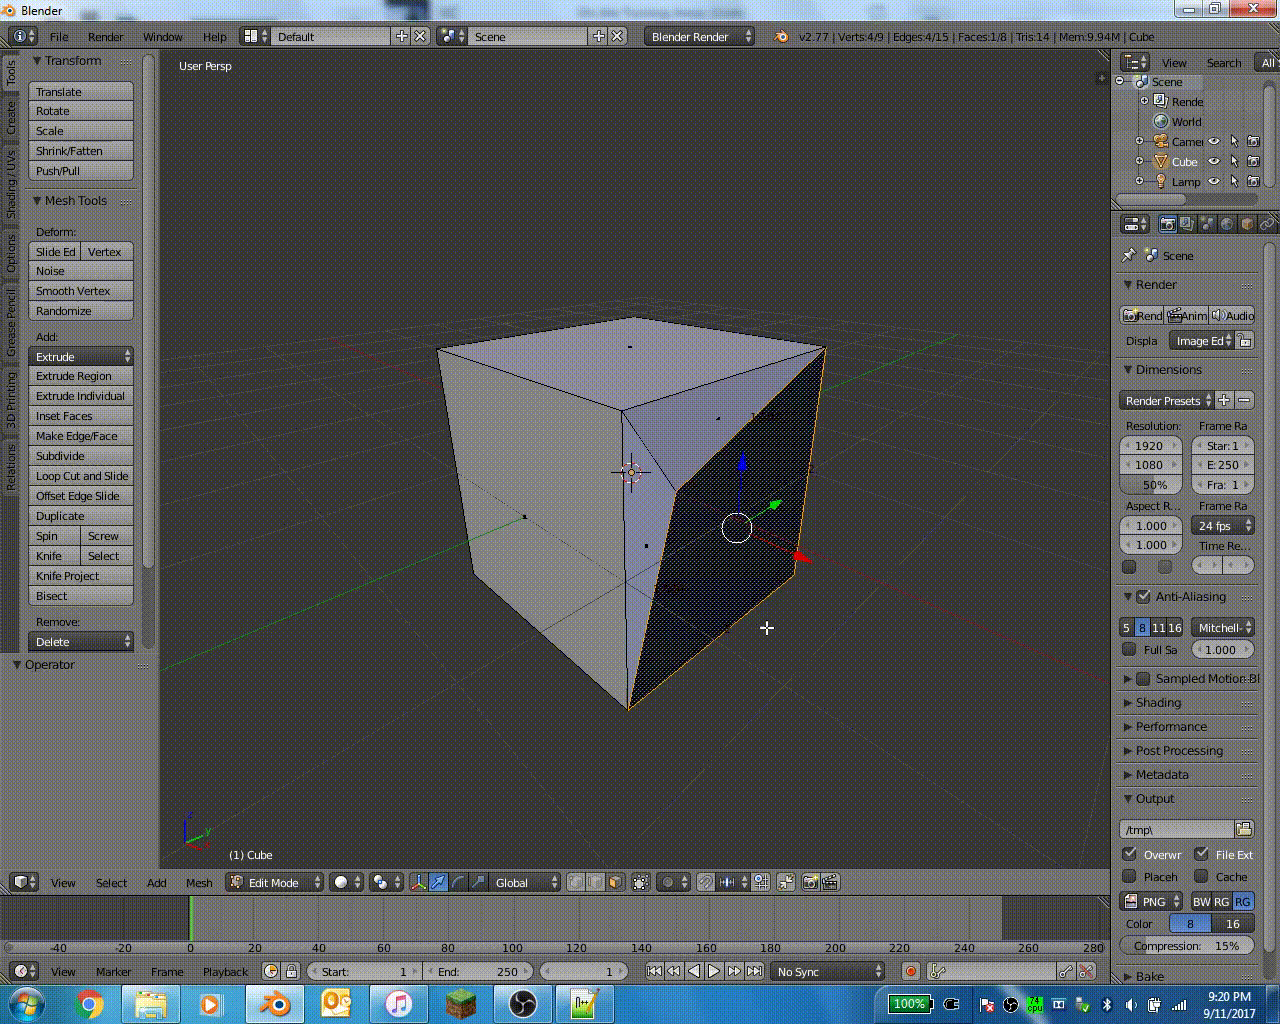 Blender
File Render Window Help Default Scene Blender Render v2.77 | Verts:4/9 | Edges:4/15 | Faces:1/8 | Tris:14 | Mem:9.94M | Cube
Tools
Create
Shading / UVs
Options
Grease Pencil
3D Printing
Relations
Transform
Translate
Rotate
Scale
Shrink/Fatten
Push/Pull
Mesh Tools
Deform:
Slide Ed Vertex
Noise
Smooth Vertex
Randomize
Add:
Extrude
Extrude Region
Extrude Individual
Inset Faces
Make Edge/Face
Subdivide
Loop Cut and Slide
Offset Edge Slide
Duplicate
Spin Screw
Knife Select
Knife Project
Bisect
Remove:
Delete
Operator
User Persp
z
y
(1) Cube
View Select Add Mesh Edit Mode Global
-40 -20 0 20 40 60 80 100 120 140 160 180 200 220 240 260 280
View Marker Frame Playback Start: 1 End: 250 1 No Sync
View Search All S
Scene
Rende
World
Camer
Cube
Lamp
Scene
Render
Rend Anim Audio
Displa Image Ed
Dimensions
Render Presets
Resolution: Frame Ra
1920 Star: 1
1080 E: 250
50% Fra: 1
Aspect R... Frame Ra
1.000 24 fps
1.000 Time Re...
Anti-Aliasing
5 8 11 16 Mitchell-
Full Sa 1.000
Sampled Motion Bl
Shading
Performance
Post Processing
Metadata
Output
/tmp\
Overwr File Ext
Placeh Cache
PNG BW RG RG
Color 8 16
Compression: 15%
Bake
100% 74 cpu 9:20 PM
9/11/2017